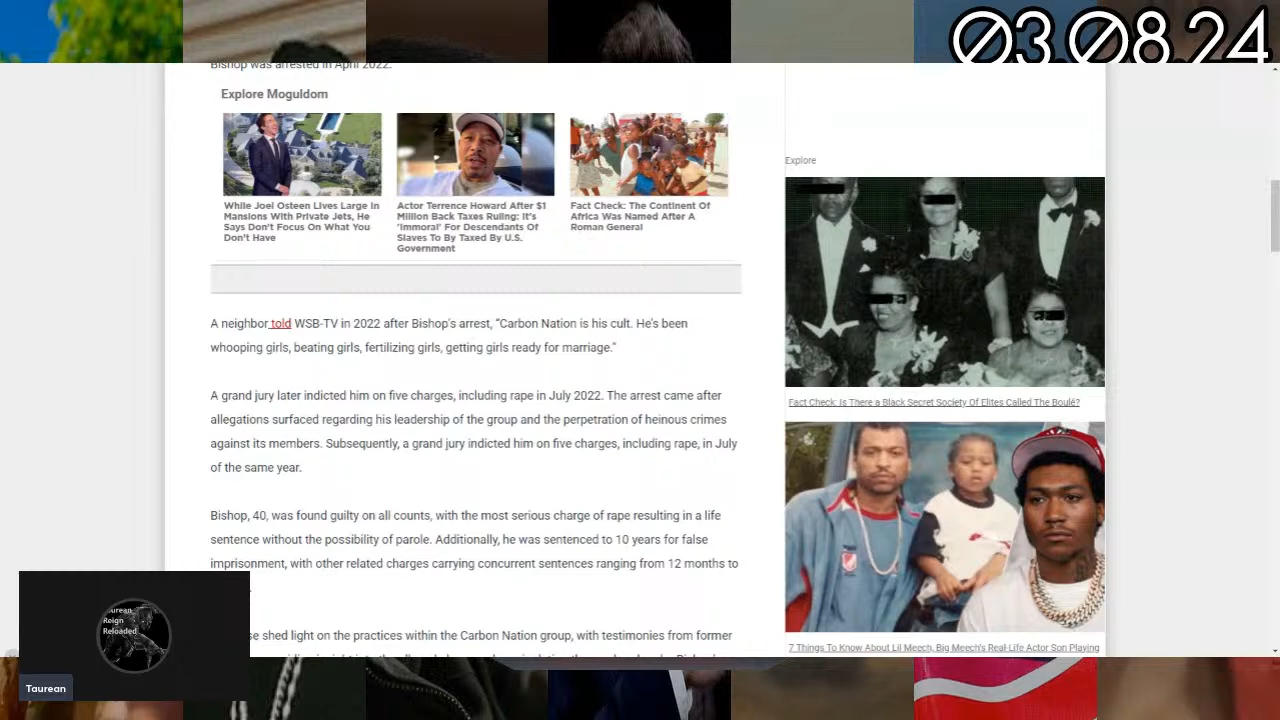 03.08.24
Bishop was arrested in April 2022.
Explore Moguldom
While Joel Osteen Lives Large In
Mansions With Private Jets, He
Says Don't Focus On What You
Don't Have
Actor Terrence Howard After $1
Million Back Taxes Ruling: It's
'Immoral' For Descendants Of
Slaves To By Taxed By U.S.
Government
Fact Check: The Continent Of
Africa Was Named After A
Roman General
A neighbor told WSB-TV in 2022 after Bishop's arrest, “Carbon Nation is his cult. He's been
whooping girls, beating girls, fertilizing girls, getting girls ready for marriage.”
A grand jury later indicted him on five charges, including rape in July 2022. The arrest came after
allegations surfaced regarding his leadership of the group and the perpetration of heinous crimes
against its members. Subsequently, a grand jury indicted him on five charges, including rape, in July
of the same year.
Bishop, 40, was found guilty on all counts, with the most serious charge of rape resulting in a life
sentence without the possibility of parole. Additionally, he was sentenced to 10 years for false
imprisonment, with other related charges carrying concurrent sentences ranging from 12 months to
se shed light on the practices within the Carbon Nation group, with testimonies from former
Explore
Fact Check: Is There a Black Secret Society Of Elites Called The Boulé?
7 Things To Know About Lil Meech, Big Meech's Real-Life Actor Son Playing
Reign
Reloaded
Taurean